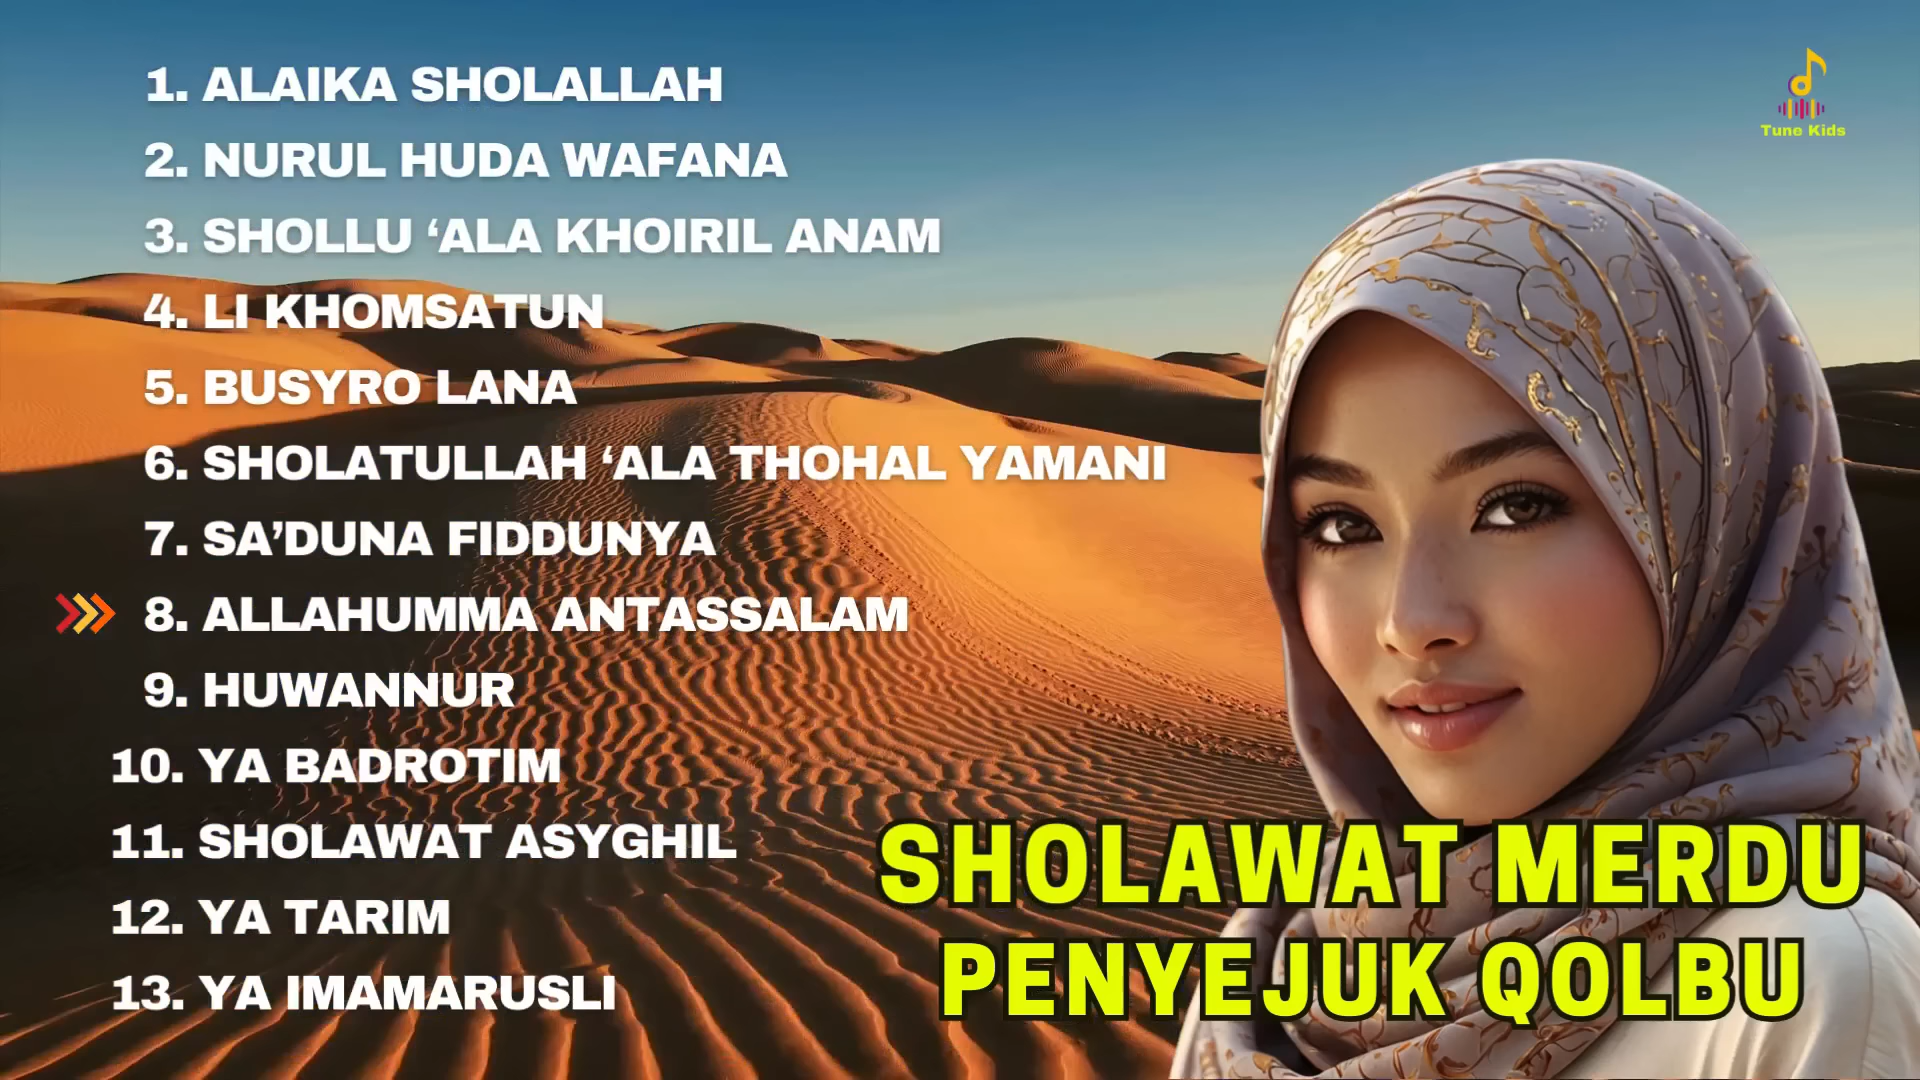 1. ALAIKA SHOLALLAH
2. NURUL HUDA WAFANA
3. SHOLLU ‘ALA KHOIRIL ANAM
4. LI KHOMSATUN
5. BUSYRO LANA
6. SHOLATULLAH ‘ALA THOHAL YAMANI
7. SA’DUNA FIDDUNYA
8. ALLAHUMMA ANTASSALAM
9. HUWANNUR
10. YA BADROTIM
11. SHOLAWAT ASYGHIL
12. YA TARIM
13. YA IMAMARUSLI
Tune Kids
SHOLAWAT MERDU
PENYEJUK QOLBU